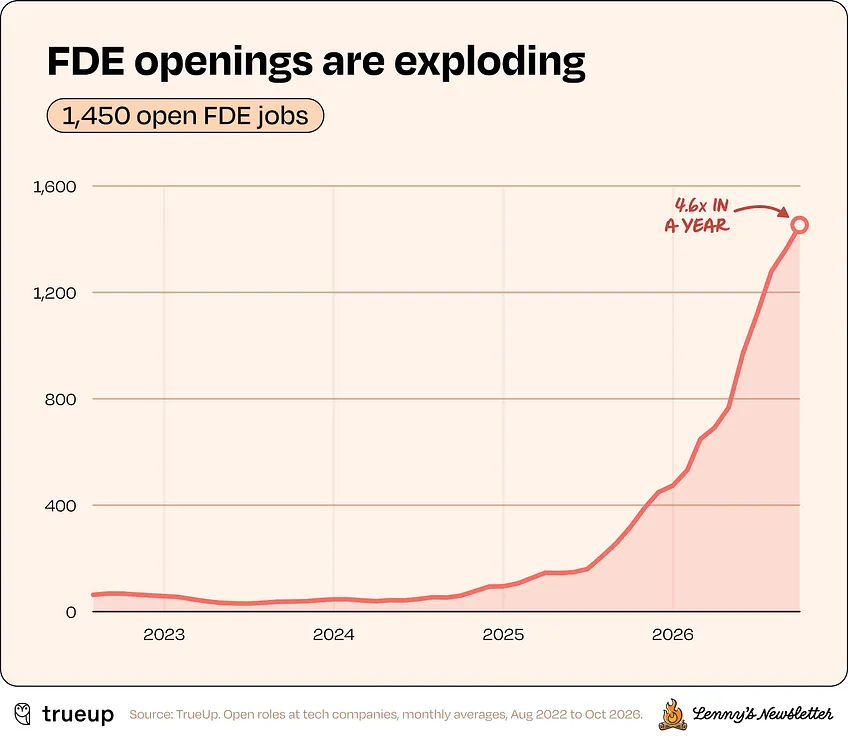 FDE openings are exploding
1,450 open FDE jobs
1,600
1,200
800
400
0
4.6x IN
A YEAR
2023 2024 2025 2026
trueup
Source: TrueUp. Open roles at tech companies, monthly averages, Aug 2022 to Oct 2026.
Lenny's Newsletter